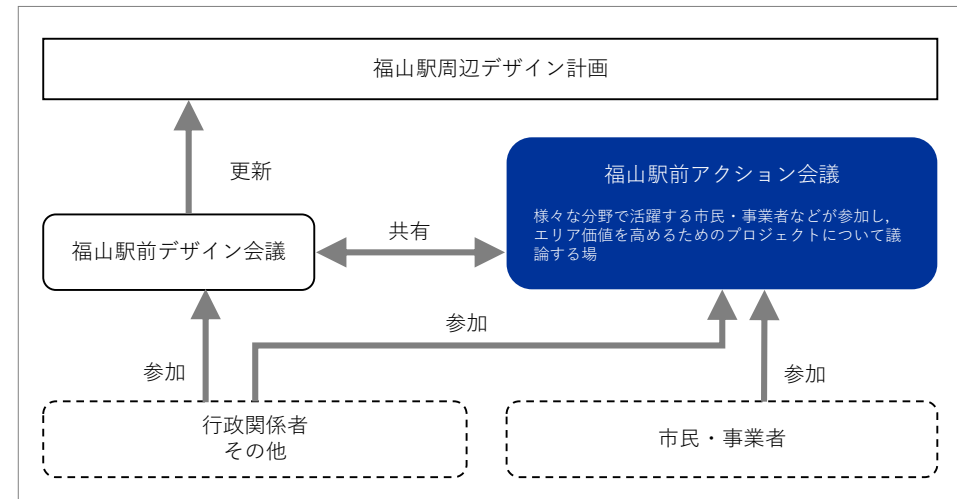 福山駅周辺デザイン計画
更新
福山駅前アクション会議
様々な分野で活躍する市民・事業者などが参加し,
エリア価値を高めるためのプロジェクトについて議
論する場
福山駅前デザイン会議
共有
参加
参加
参加
行政関係者
その他
市民・事業者